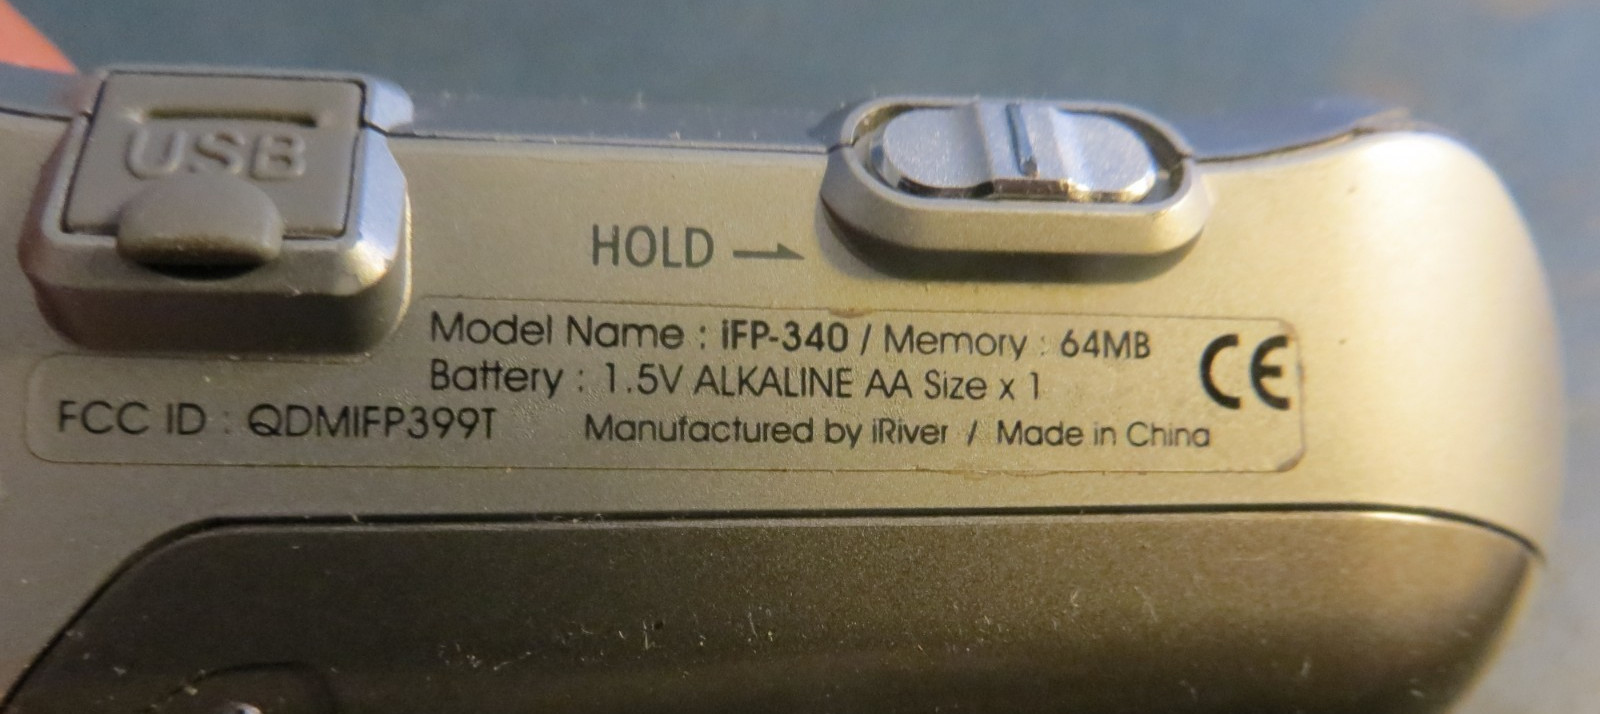 USB
HOLD →
Model Name : iFP-340 / Memory : 64MB
Battery : 1.5V ALKALINE AA Size x 1
CE
FCC ID : QDMIFP399T Manufactured by iRiver / Made in China